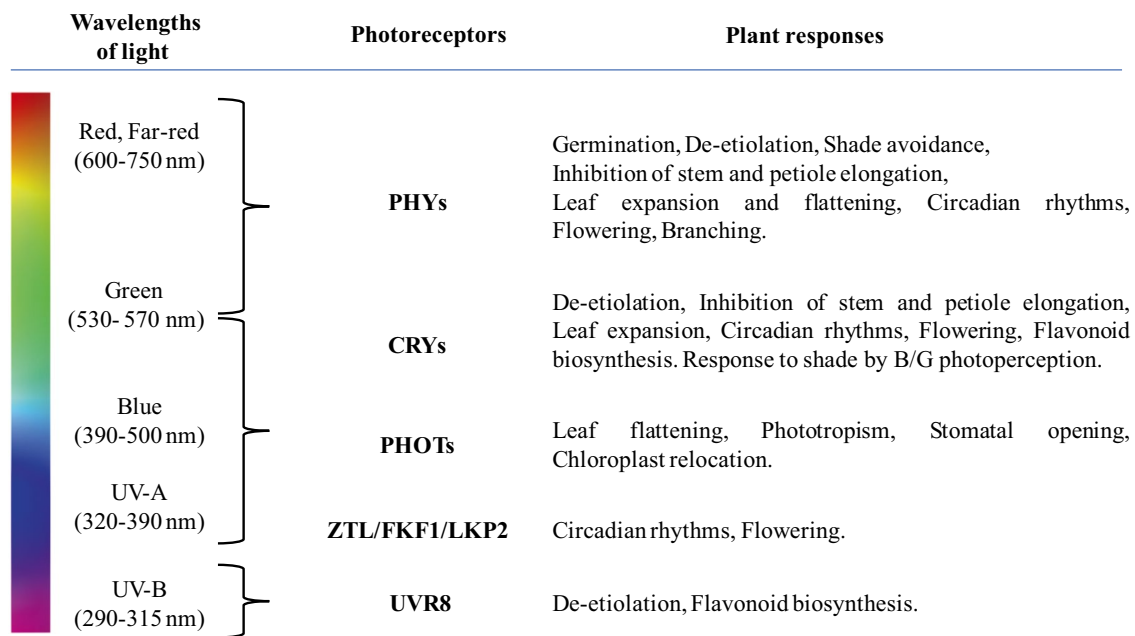 Wavelengths of light
Photoreceptors
Plant responses
Red, Far-red
(600-750 nm)
PHYs
Germination, De-etiolation, Shade avoidance,
Inhibition of stem and petiole elongation,
Leaf expansion and flattening, Circadian rhythms,
Flowering, Branching.
Green
(530- 570 nm)
CRYs
De-etiolation, Inhibition of stem and petiole elongation,
Leaf expansion, Circadian rhythms, Flowering, Flavonoid
biosynthesis. Response to shade by B/G photoperception.
Blue
(390-500 nm)
PHOTs
Leaf flattening, Phototropism, Stomatal opening,
Chloroplast relocation.
UV-A
(320-390 nm)
ZTL/FKF1/LKP2
Circadian rhythms, Flowering.
UV-B
(290-315 nm)
UVR8
De-etiolation, Flavonoid biosynthesis.